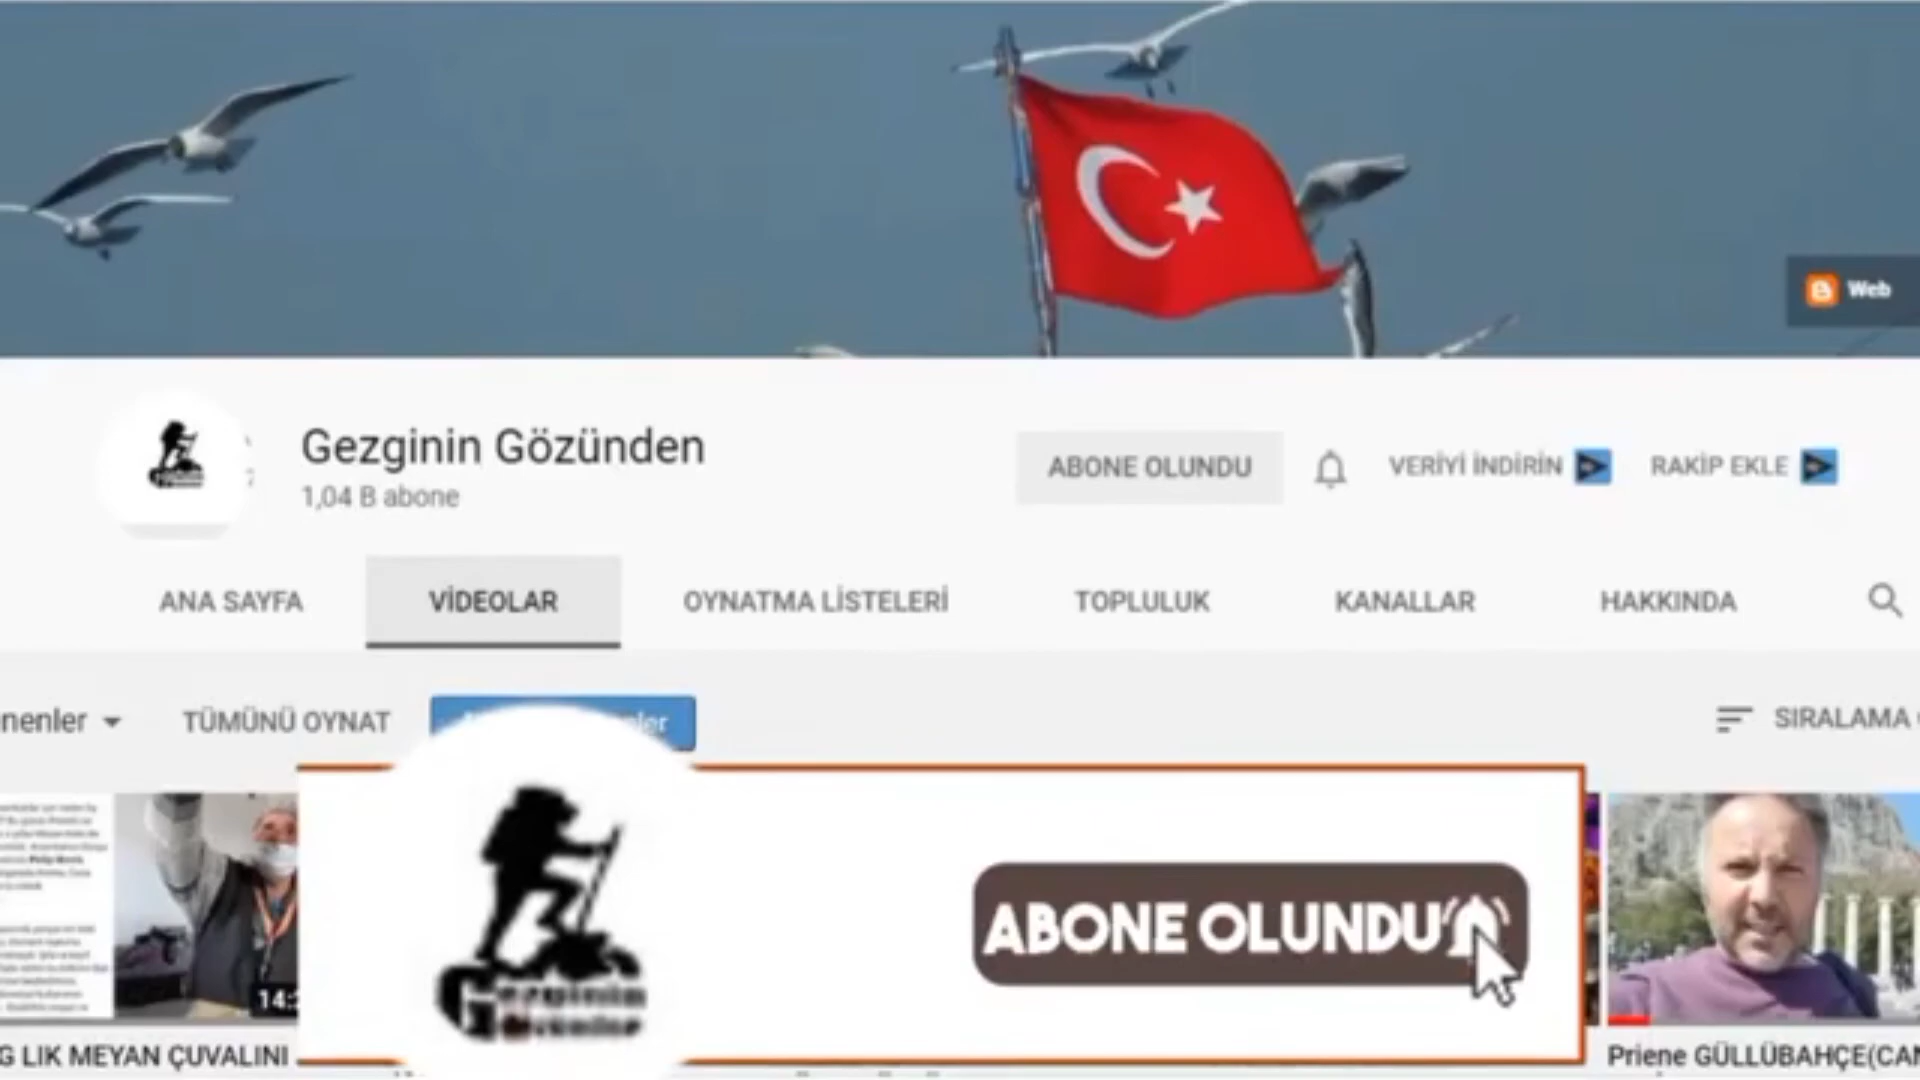 Web
Gezginin Gözünden
1,04 B abone
ABONE OLUNDU
VERİYİ İNDİRİN
RAKİP EKLE
ANA SAYFA
VİDEOLAR
OYNATMA LİSTELERİ
TOPLULUK
KANALLAR
HAKKINDA
TÜMÜNÜ OYNAT
SIRALAMA
ABONE OLUNDU
Gezginin
LIK MEYAN ÇUVALINI
Priene GÜLLÜBAHÇE(CAN